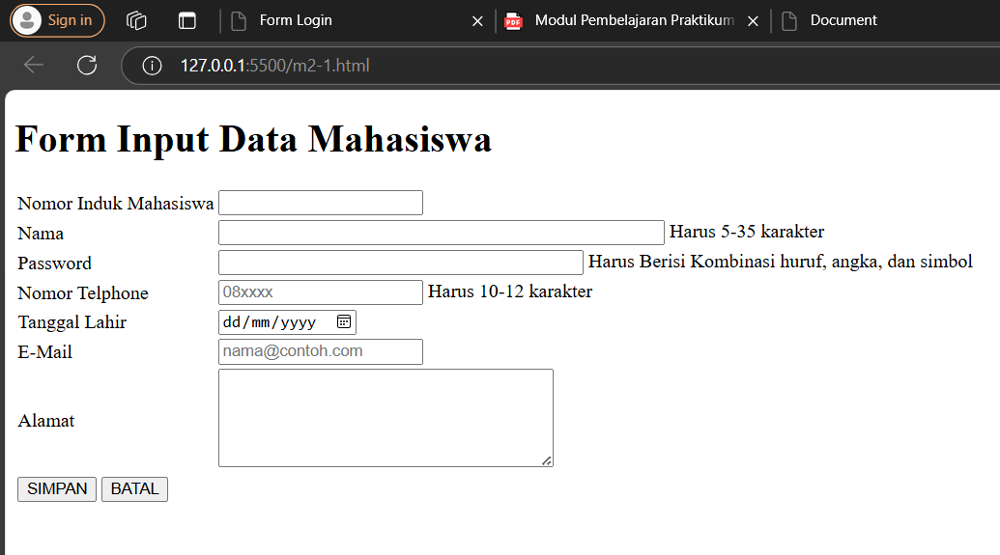 Sign in
Form Login
PDF
Modul Pembelajaran Praktikum
Document
127.0.0.1:5500/m2-1.html
Form Input Data Mahasiswa
Nomor Induk Mahasiswa
Nama Harus 5-35 karakter
Password Harus Berisi Kombinasi huruf, angka, dan simbol
Nomor Telphone 08xxxx Harus 10-12 karakter
Tanggal Lahir dd/mm/yyyy
E-Mail nama@contoh.com
Alamat
SIMPAN BATAL